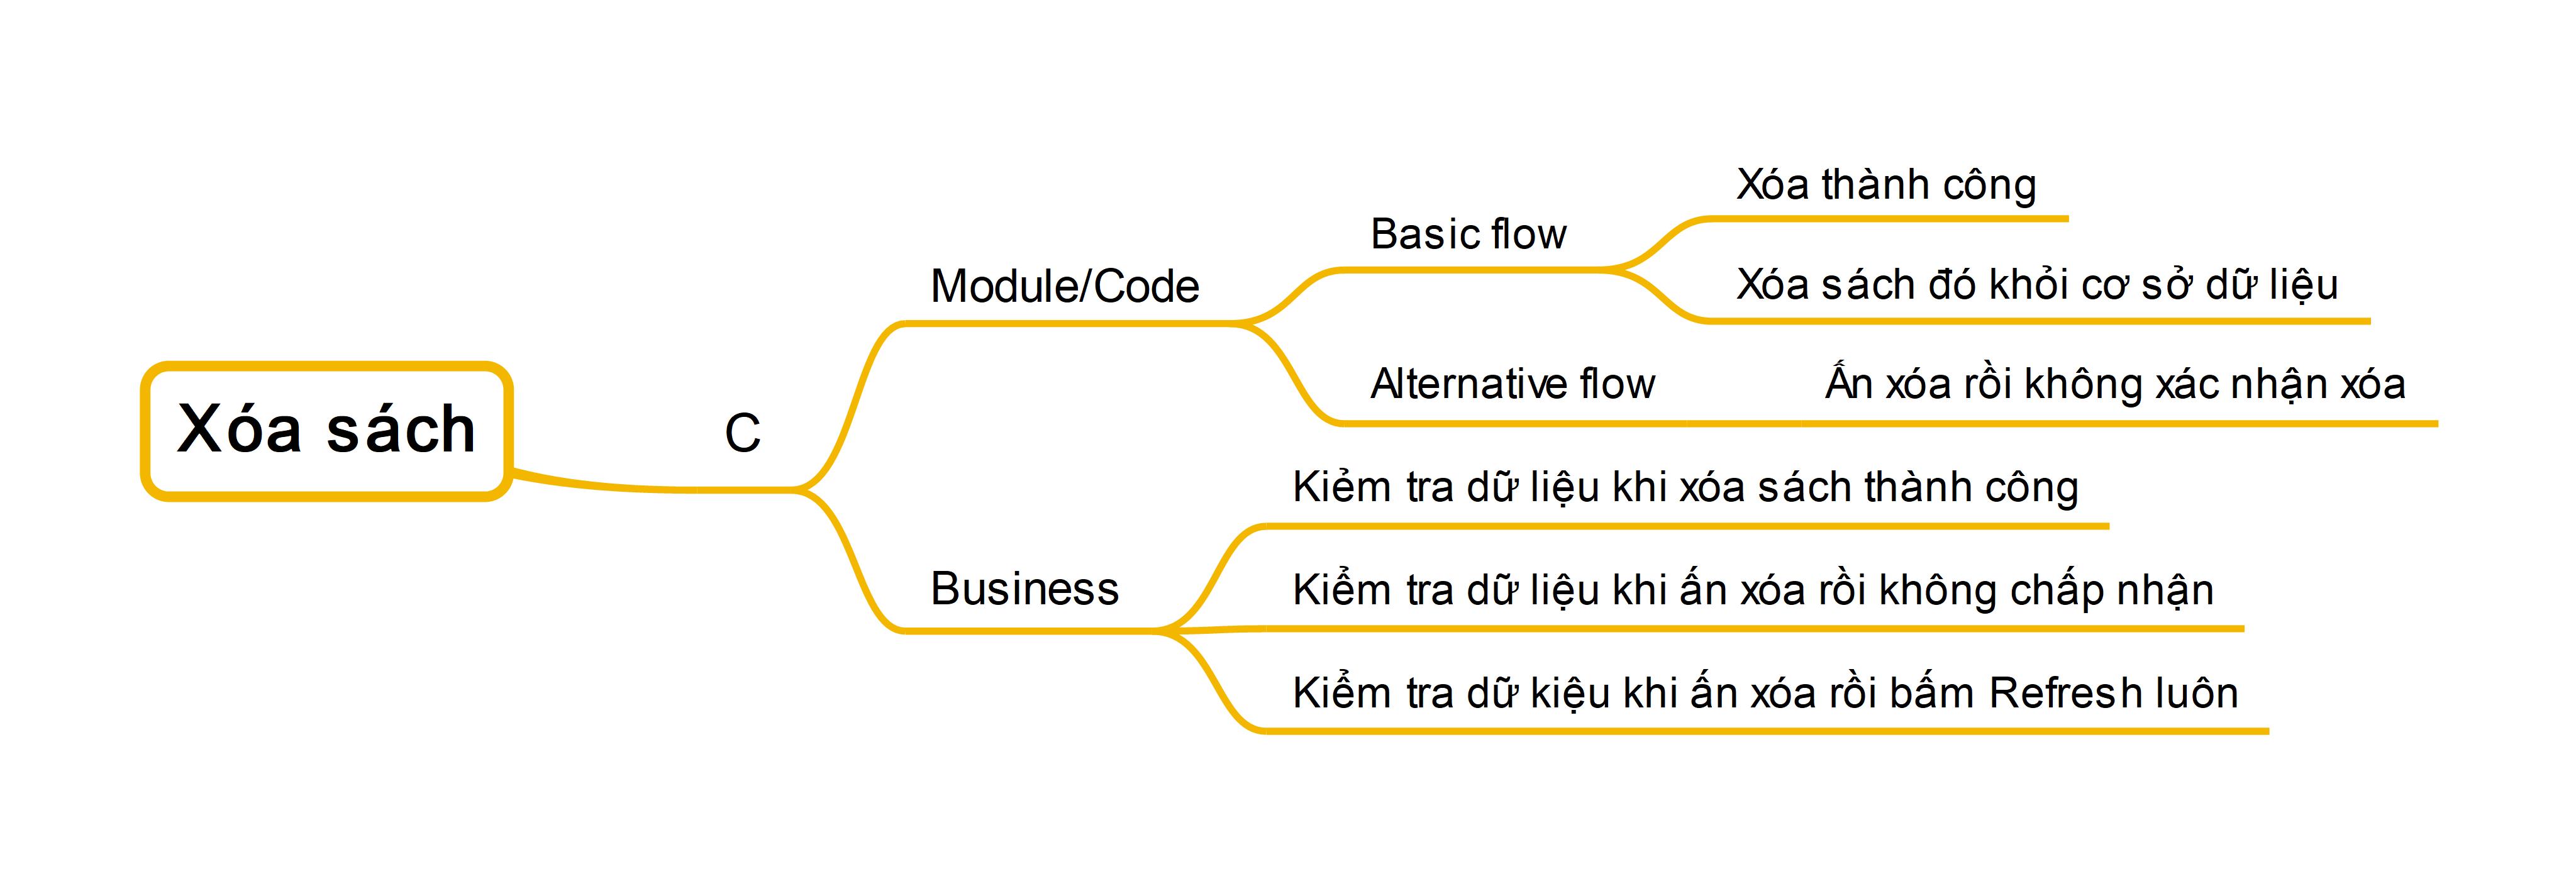 Xóa sách
C
Module/Code
Basic flow
Xóa thành công
Xóa sách đó khỏi cơ sở dữ liệu
Alternative flow
Ấn xóa rồi không xác nhận xóa
Business
Kiẻm tra dữ liệu khi xóa sách thành công
Kiểm tra dữ liệu khi ấn xóa rồi không chấp nhận
Kiểm tra dữ kiệu khi ấn xóa rồi bấm Refresh luôn